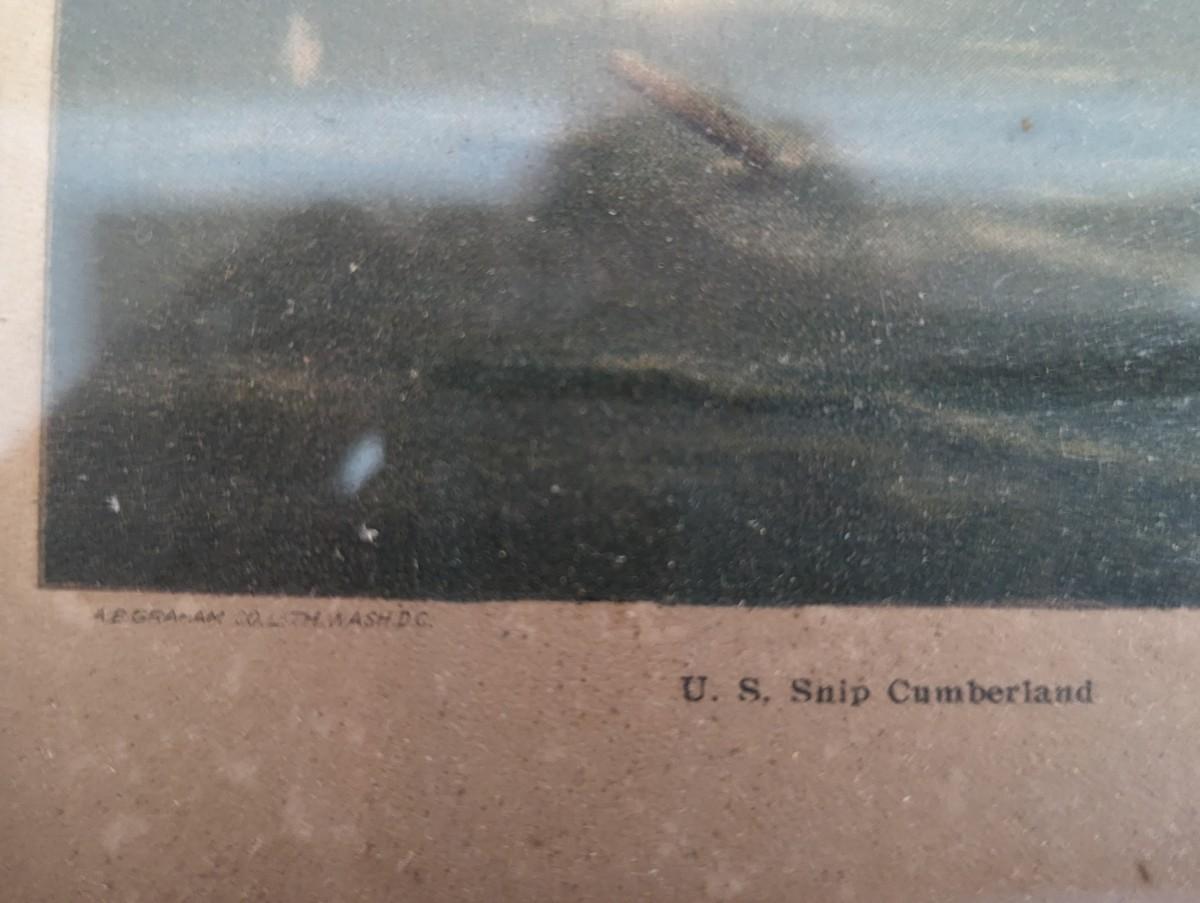 A.B. GRAHAM CO. LITH. WASH. D.C.
U. S. Ship Cumberland